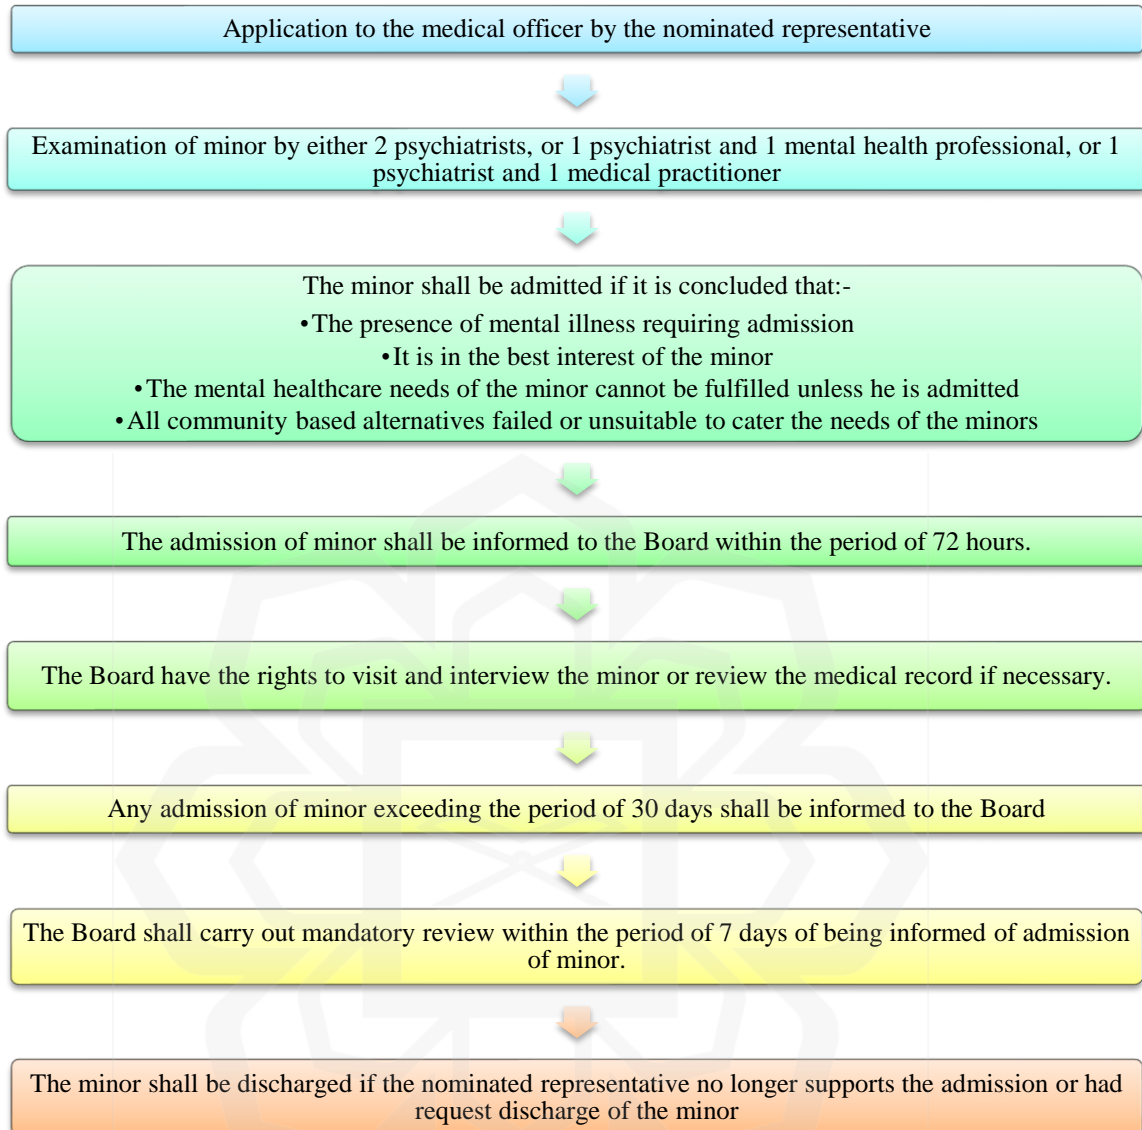 Application to the medical officer by the nominated representative
Examination of minor by either 2 psychiatrists, or 1 psychiatrist and 1 mental health professional, or 1
psychiatrist and 1 medical practitioner
The minor shall be admitted if it is concluded that:-
•The presence of mental illness requiring admission
•It is in the best interest of the minor
•The mental healthcare needs of the minor cannot be fulfilled unless he is admitted
•All community based alternatives failed or unsuitable to cater the needs of the minors
The admission of minor shall be informed to the Board within the period of 72 hours.
The Board have the rights to visit and interview the minor or review the medical record if necessary.
Any admission of minor exceeding the period of 30 days shall be informed to the Board
The Board shall carry out mandatory review within the period of 7 days of being informed of admission
of minor.
The minor shall be discharged if the nominated representative no longer supports the admission or had
request discharge of the minor